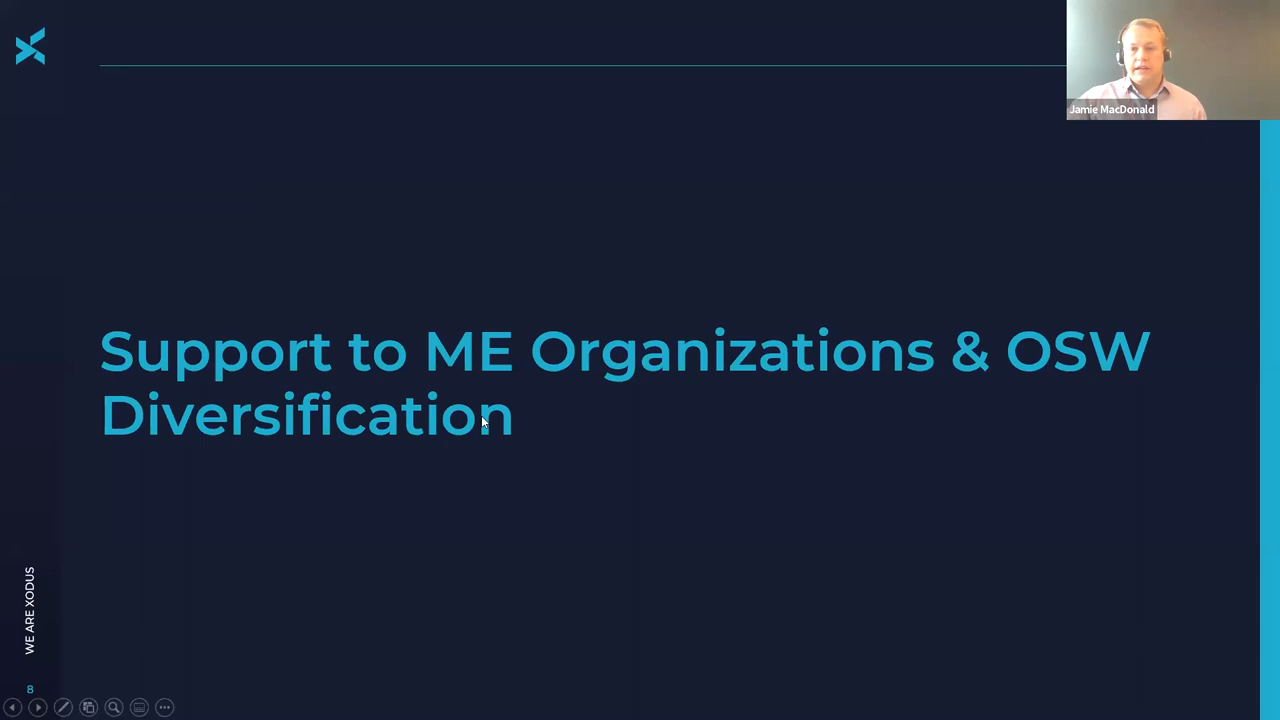 Jamie MacDonald
Support to ME Organizations & OSW
Diversification
WE ARE XODUS
8